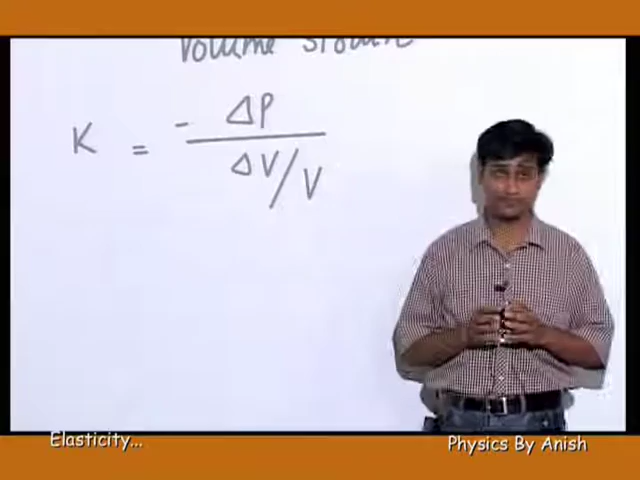 volume strain
K = - ΔP
ΔV/V
Elasticity...
Physics By Anish